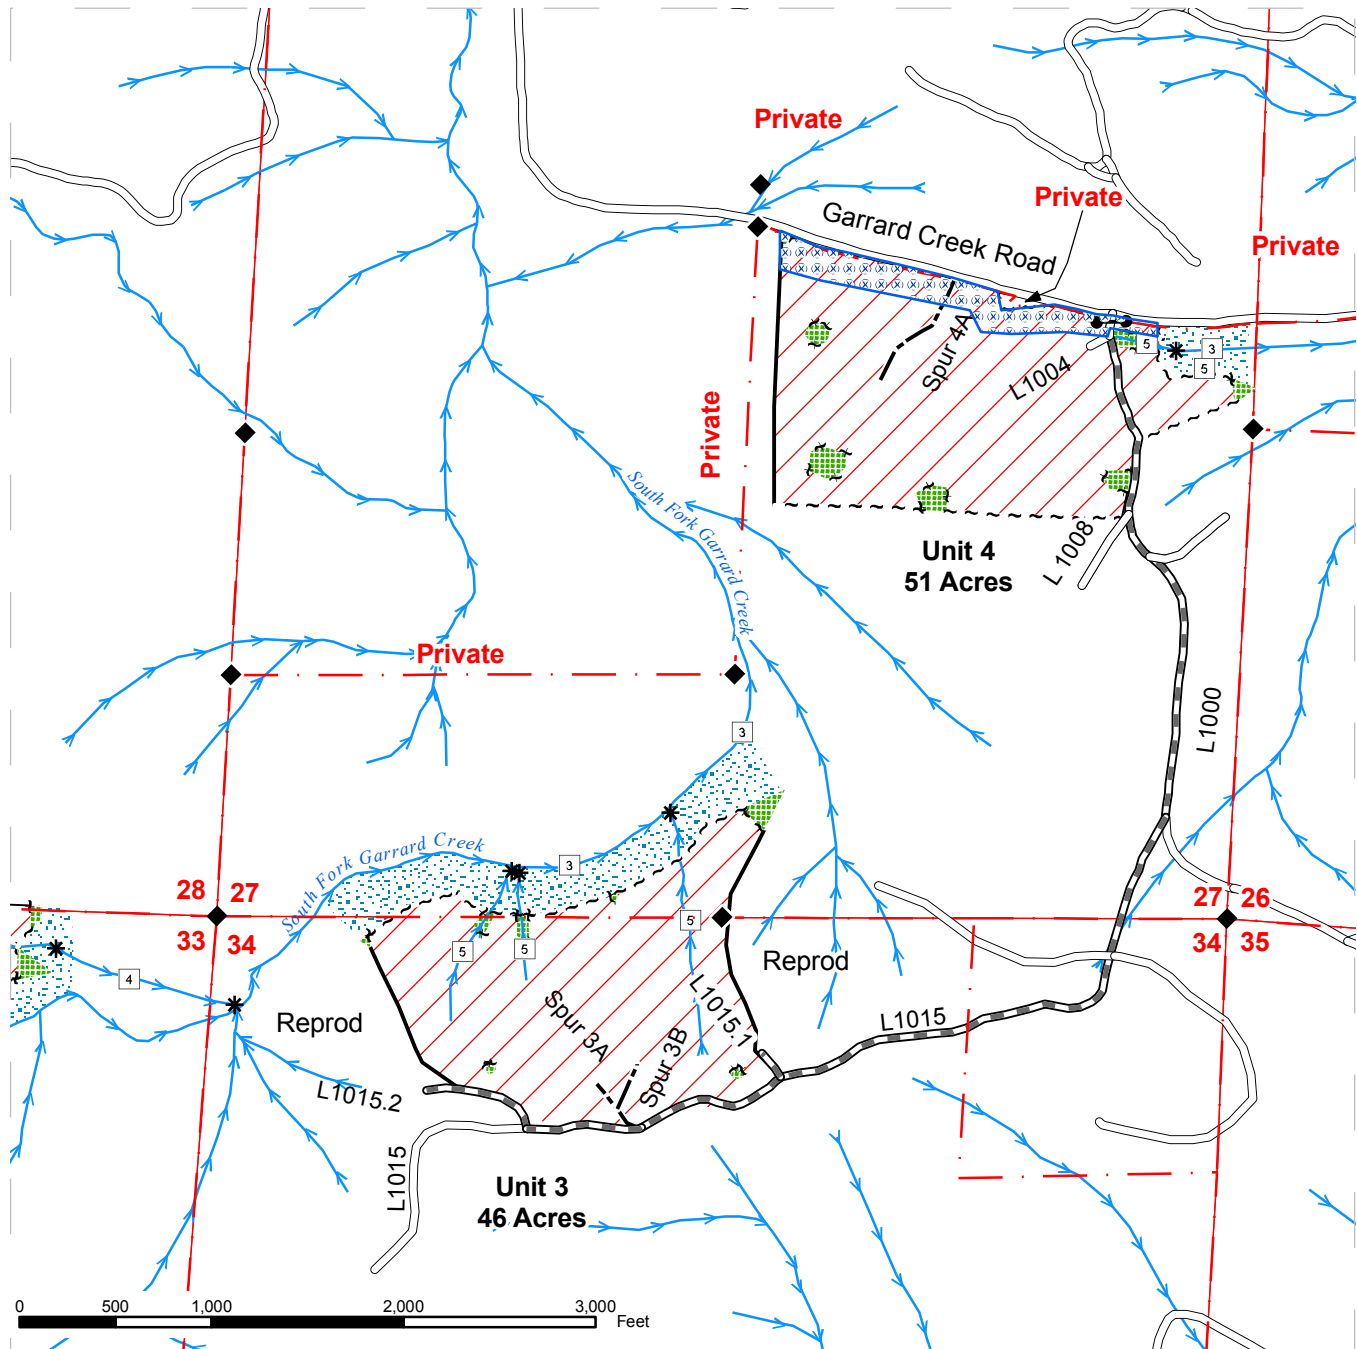 Private
Private
Garrard Creek Road
Private
Spur 4A
L1004
5
3
5
Private
South Fork Garrard Creek
Unit 4
51 Acres
L 1008
Private
L1000
3
South Fork Garrard Creek
3
28 27
33 34
27 26
34 35
5
5
5
4
Reprod
Reprod
Spur 3A
L1015.1
Spur 3B
L1015
L1015.2
L1015
Unit 3
46 Acres
0 500 1,000 2,000 3,000
Feet